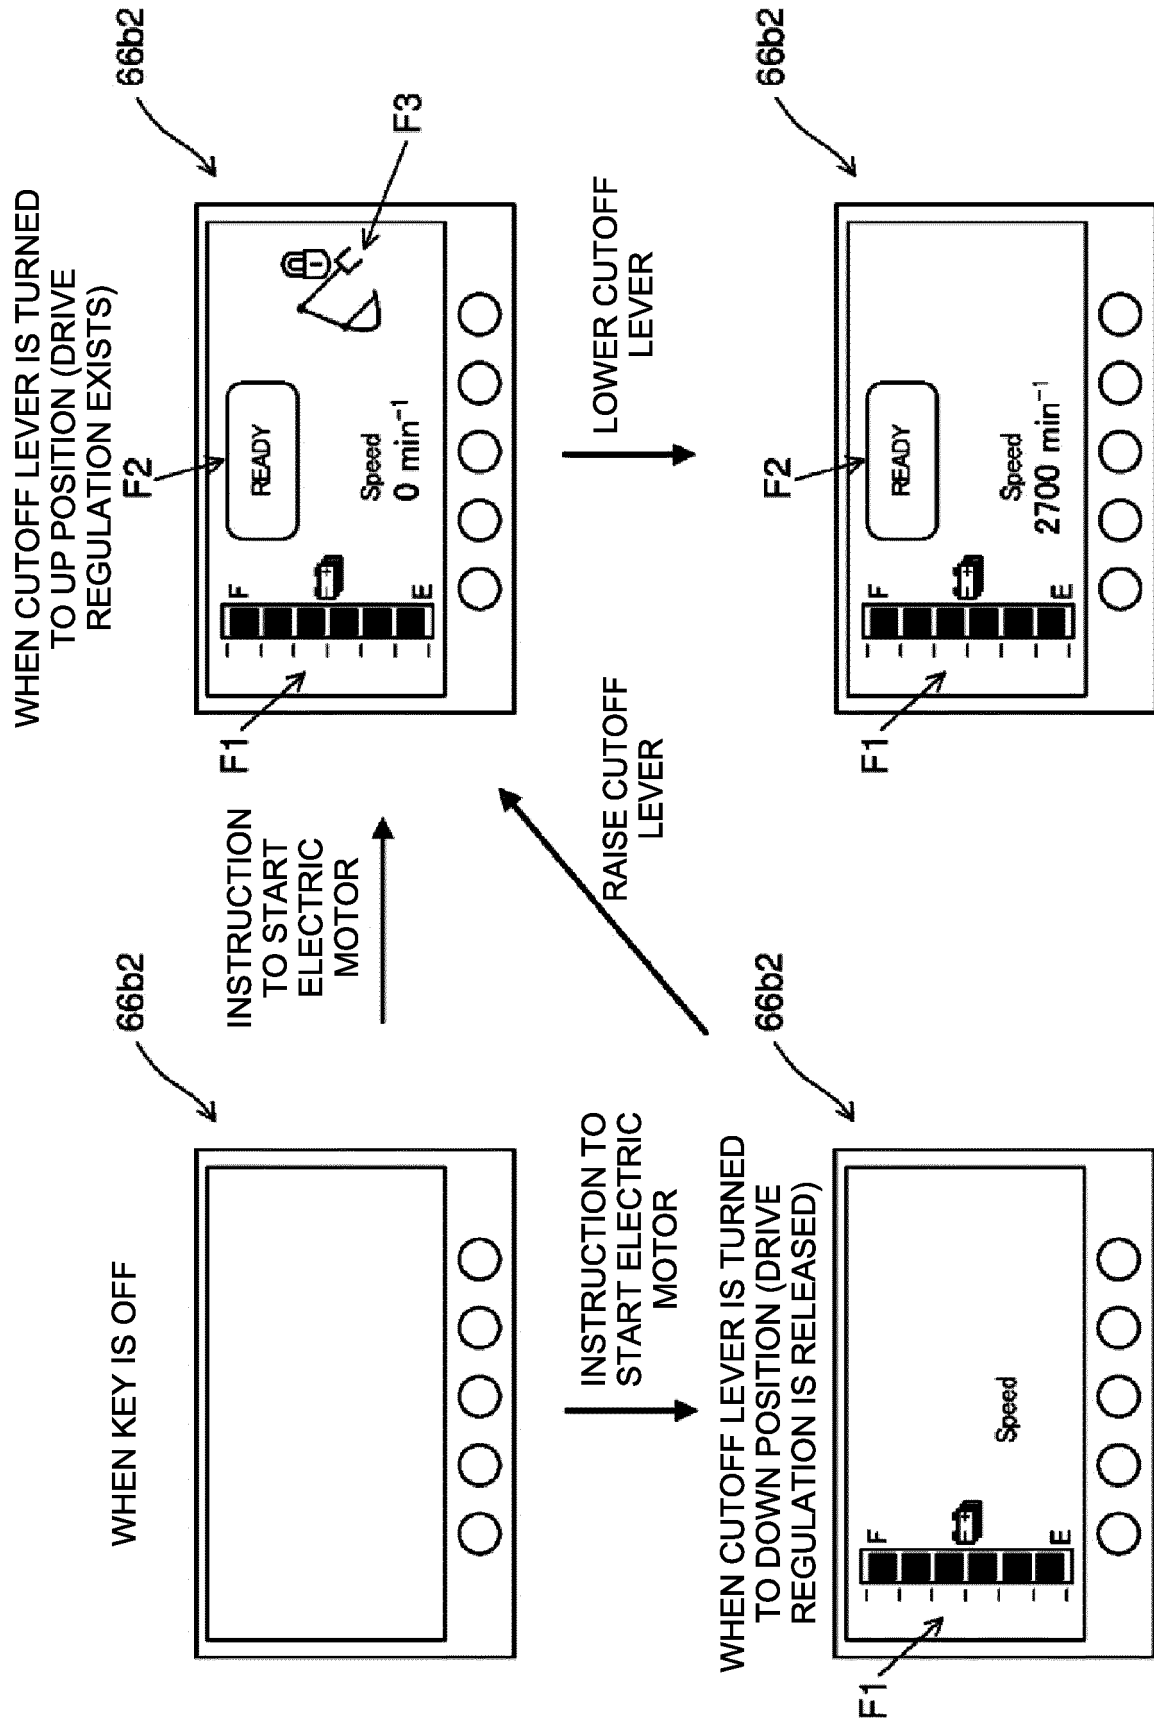 WHEN KEY IS OFF
66b2
INSTRUCTION
TO START
ELECTRIC
MOTOR
WHEN CUTOFF LEVER IS TURNED
TO UP POSITION (DRIVE
REGULATION EXISTS)
66b2
F1
F2
F3
F
E
READY
Speed
0 min⁻¹
INSTRUCTION TO
START ELECTRIC
MOTOR
RAISE CUTOFF
LEVER
LOWER CUTOFF
LEVER
WHEN CUTOFF LEVER IS TURNED
TO DOWN POSITION (DRIVE
REGULATION IS RELEASED)
66b2
F1
F
E
Speed
66b2
F1
F2
F
E
READY
Speed
2700 min⁻¹